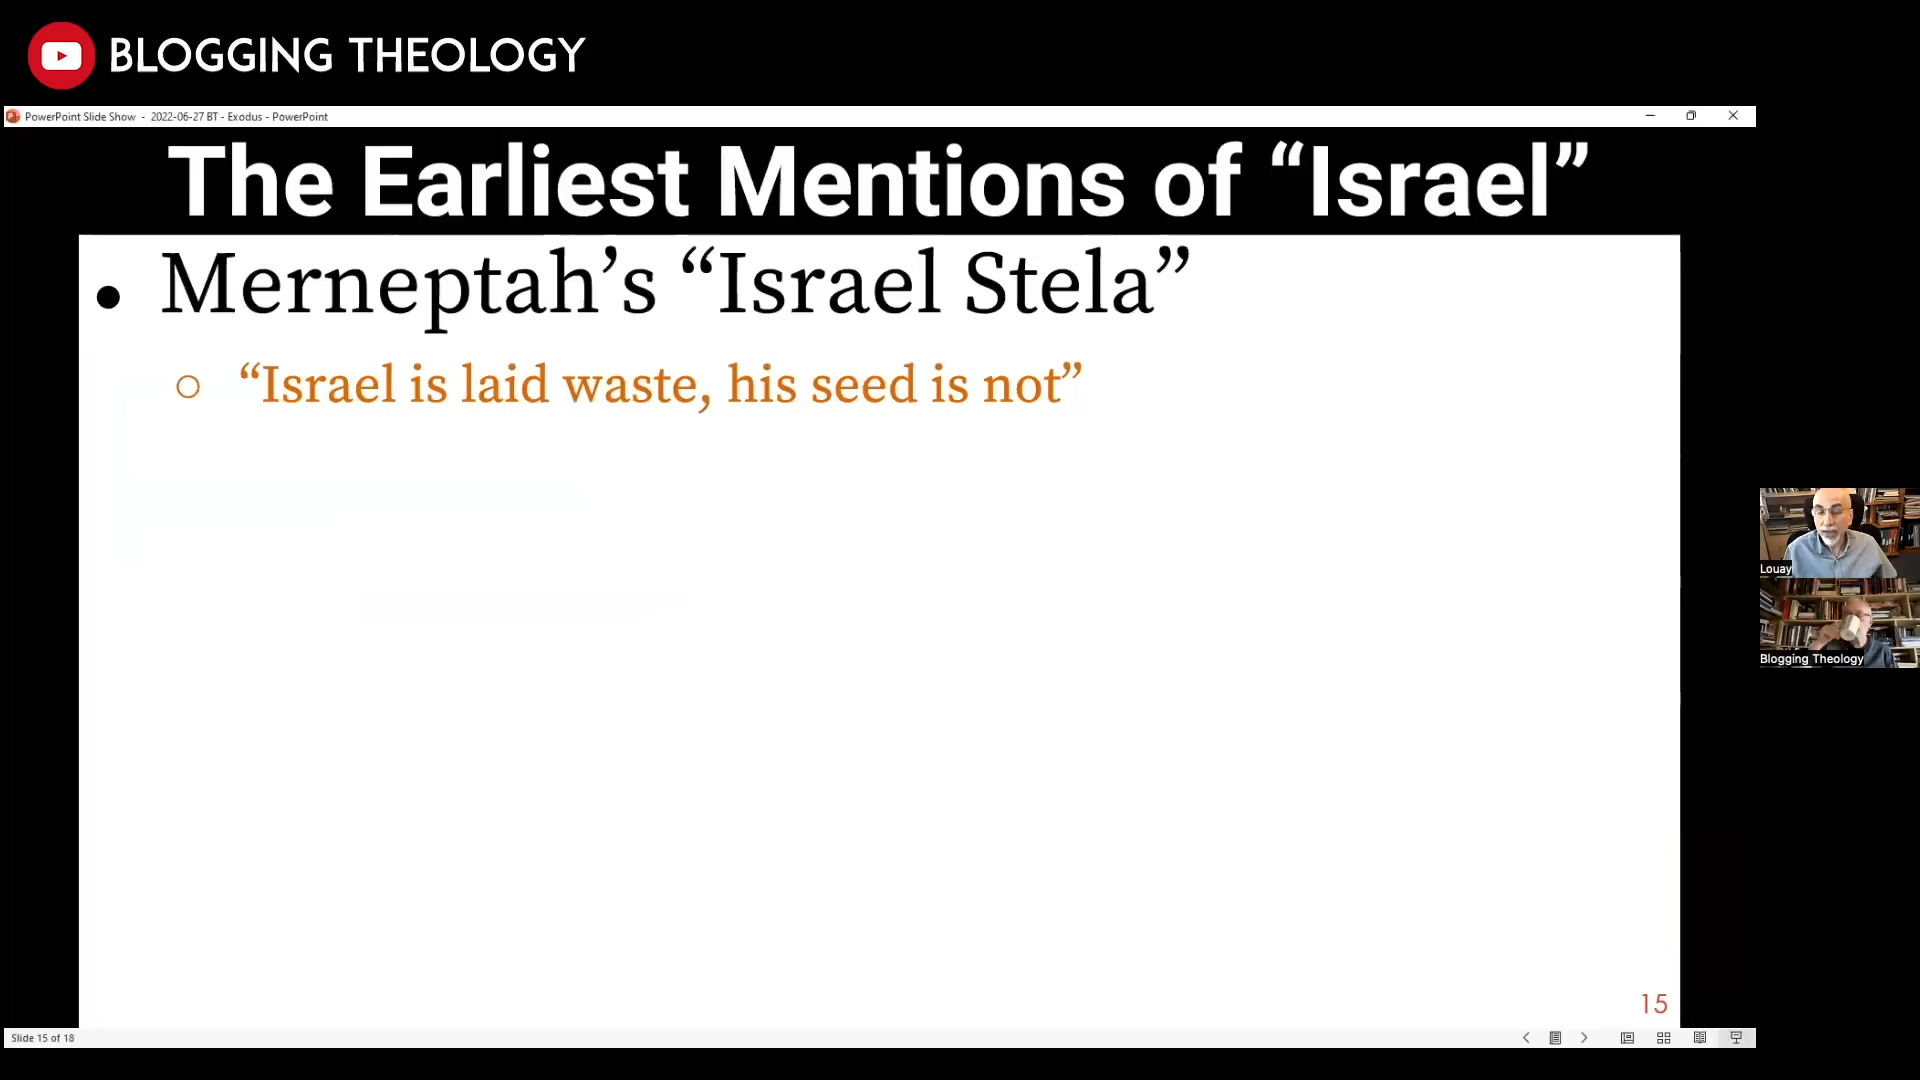 BLOGGING THEOLOGY
PowerPoint Slide Show - 2022-06-27 BT - Exodus - PowerPoint
The Earliest Mentions of “Israel”
• Merneptah’s “Israel Stela”
○ “Israel is laid waste, his seed is not”
Louay
Blogging Theology
15
Slide 15 of 18